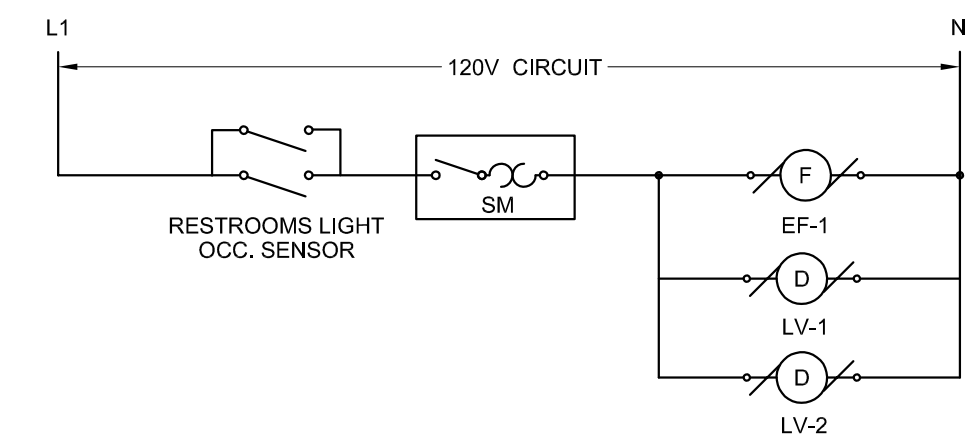 L1
N
120V CIRCUIT
F
SM
RESTROOMS LIGHT
OCC. SENSOR
EF-1
D
LV-1
D
LV-2